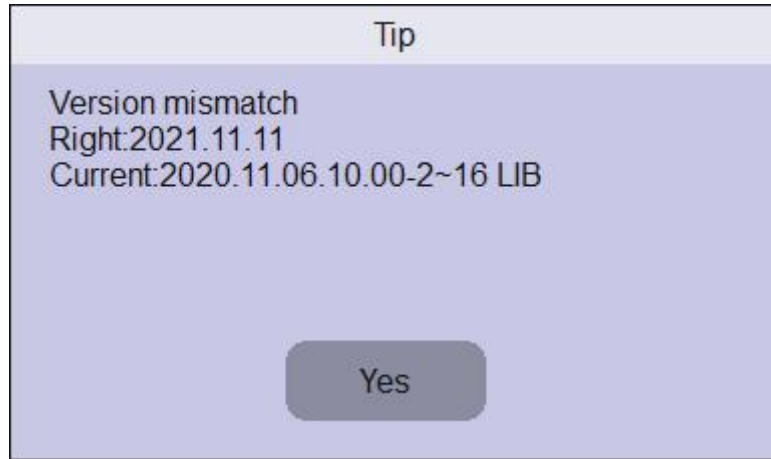 Tip
Version mismatch
Right:2021.11.11
Current:2020.11.06.10.00-2~16 LIB
Yes